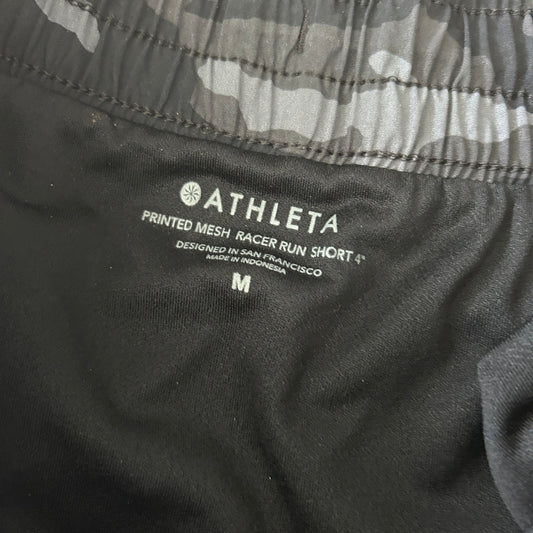 ATHLETA
PRINTED MESH RACER RUN SHORT 4"
DESIGNED IN SAN FRANCISCO
MADE IN INDONESIA
M